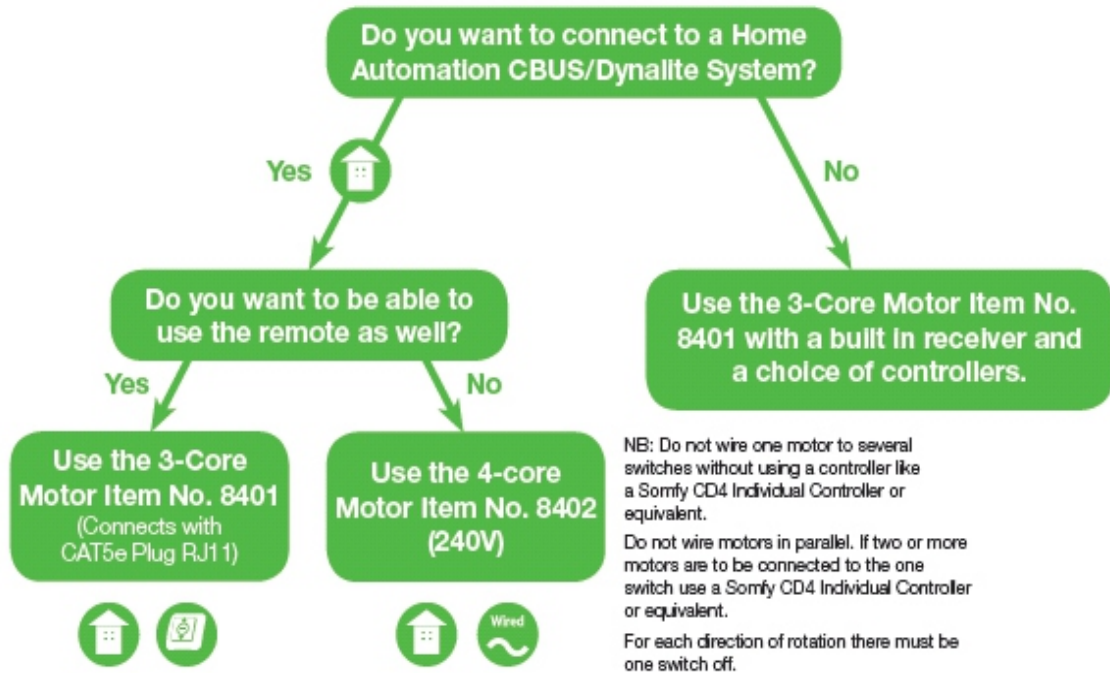 Do you want to connect to a Home
Automation CBUS/Dynalite System?
Yes
No
Do you want to be able to
use the remote as well?
Use the 3-Core Motor Item No.
8401 with a built in receiver and
a choice of controllers.
Yes
No
Use the 3-Core
Motor Item No. 8401
(Connects with
CAT5e Plug RJ11)
Use the 4-core
Motor Item No. 8402
(240V)
NB: Do not wire one motor to several
switches without using a controller like
a Somfy CD4 Individual Controller or
equivalent.
Do not wire motors in parallel. If two or more
motors are to be connected to the one
switch use a Somfy CD4 Individual Controller
or equivalent.
For each direction of rotation there must be
one switch off.
Wired